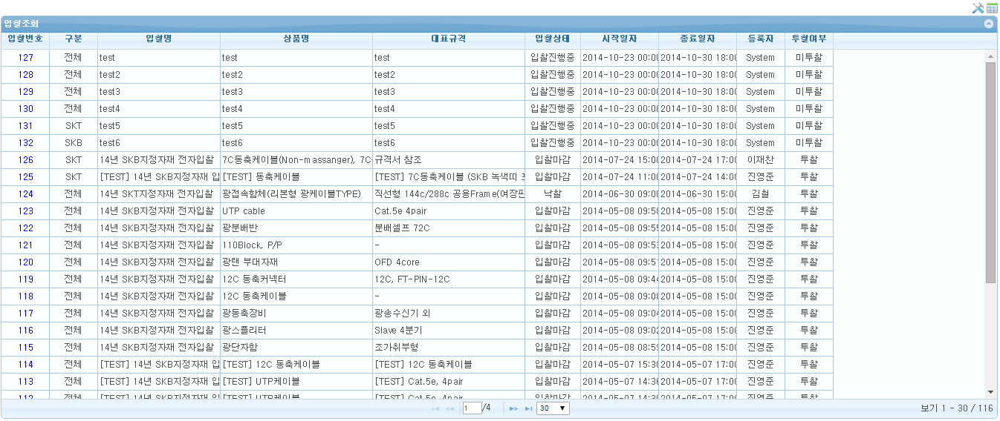 입찰조회
입찰번호 구분 입찰명 상품명 대표규격 입찰상태 시작일자 종료일자 등록자 투찰여부
127 전체 test test test 입찰진행중 2014-10-23 00:00 2014-10-30 18:00 System 미투찰
128 전체 test2 test2 test2 입찰진행중 2014-10-23 00:00 2014-10-30 18:00 System 미투찰
129 전체 test3 test3 test3 입찰진행중 2014-10-23 00:00 2014-10-30 18:00 System 미투찰
130 전체 test4 test4 test4 입찰진행중 2014-10-23 00:00 2014-10-30 18:00 System 미투찰
131 SKT test5 test5 test5 입찰진행중 2014-10-23 00:00 2014-10-30 18:00 System 미투찰
132 SKB test6 test6 test6 입찰진행중 2014-10-23 00:00 2014-10-30 18:00 System 미투찰
126 SKT 14년 SKB지정자재 전자입찰 7C동축케이블(Non-massanger), 7C- 규격서 참조 입찰마감 2014-07-24 15:00 2014-07-24 17:00 이재찬 투찰
125 SKT [TEST] 14년 SKB지정자재 입 [TEST] 동축케이블 [TEST] 7C동축케이블 (SKB 녹색띠 입찰마감 2014-07-24 11:00 2014-07-24 14:00 진영준 투찰
124 전체 14년 SKT지정자재 전자입찰 광접속함체(리본형 광케이블TYPE) 직선형 144c/288c 공용Frame(여장판 낙찰 2014-06-30 09:00 2014-06-30 15:00 김철 투찰
123 전체 14년 SKB지정자재 전자입찰 UTP cable Cat.5e 4pair 입찰마감 2014-05-08 09:58 2014-05-08 15:00 진영준 투찰
122 전체 14년 SKB지정자재 전자입찰 광분배반 분배셀프 72C 입찰마감 2014-05-08 09:55 2014-05-08 15:00 진영준 투찰
121 전체 14년 SKB지정자재 전자입찰 110Block, P/P - 입찰마감 2014-05-08 09:53 2014-05-08 15:00 진영준 투찰
120 전체 14년 SKB지정자재 전자입찰 광랜 부대자재 OFD 4core 입찰마감 2014-05-08 09:51 2014-05-08 15:00 진영준 투찰
119 전체 14년 SKB지정자재 전자입찰 12C 동축커넥터 12C, FT-PIN-12C 입찰마감 2014-05-08 09:44 2014-05-08 15:00 진영준 투찰
118 전체 14년 SKB지정자재 전자입찰 12C 동축케이블 - 입찰마감 2014-05-08 09:08 2014-05-08 15:00 진영준 투찰
117 전체 14년 SKB지정자재 전자입찰 광동축장비 광송수신기 외 입찰마감 2014-05-08 09:04 2014-05-08 15:00 진영준 투찰
116 전체 14년 SKB지정자재 전자입찰 광스플리터 Slave 4분기 입찰마감 2014-05-08 09:02 2014-05-08 15:00 진영준 투찰
115 전체 14년 SKB지정자재 전자입찰 광단자함 조가취부형 입찰마감 2014-05-08 08:59 2014-05-08 15:00 진영준 투찰
114 전체 [TEST] 14년 SKB지정자재 입 [TEST] 12C 동축케이블 [TEST] 12C 동축케이블 입찰마감 2014-05-07 15:30 2014-05-07 17:00 진영준 투찰
113 전체 [TEST] 14년 SKB지정자재 입 [TEST] UTP케이블 [TEST] Cat.5e, 4pair 입찰마감 2014-05-07 14:36 2014-05-07 17:00 진영준 투찰
112 전체 [TEST] 14년 SKB지정자재 입 [TEST] UTP케이블 [TEST] Cat.5e, 4pair 입찰마감 2014-05-07 14:30 2014-05-07 17:00 진영준 투찰
1 /4 30 보기 1 - 30 / 116